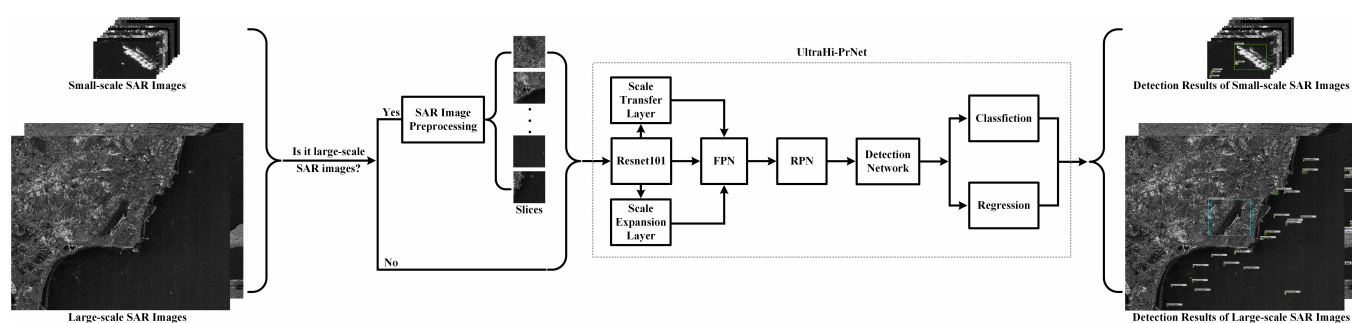 Small-scale SAR Images
Large-scale SAR Images
Is it large-scale
SAR images?
Yes
No
SAR Image
Preprocessing
Slices
UltraHi-PrNet
Scale
Transfer
Layer
Resnet101
Scale
Expansion
Layer
FPN
RPN
Detection
Network
Classfiction
Regression
Detection Results of Small-scale SAR Images
Detection Results of Large-scale SAR Images